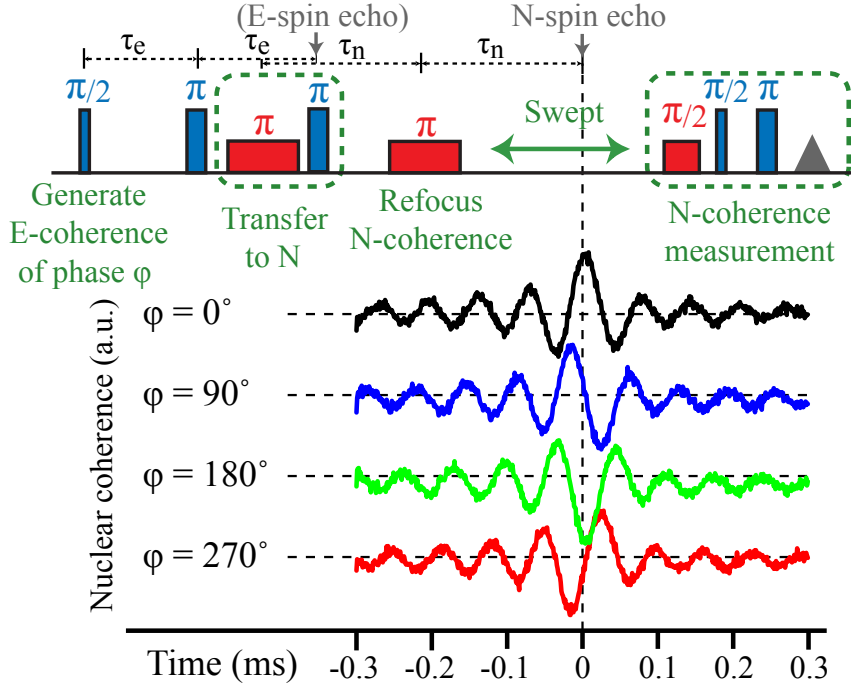 (E-spin echo) N-spin echo
τe τe τn τn
π/2 π π π π π/2 π/2 π
Swept
Generate
E-coherence
of phase φ
Transfer
to N
Refocus
N-coherence
N-coherence
measurement
Nuclear coherence (a.u.)
φ = 0°
φ = 90°
φ = 180°
φ = 270°
Time (ms) -0.3 -0.2 -0.1 0 0.1 0.2 0.3